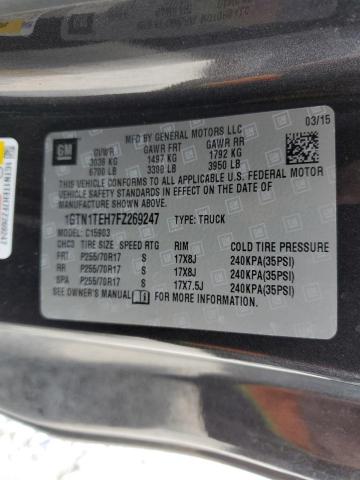 GM
MFD BY GENERAL MOTORS LLC
03/15
GVWR GAWR FRT GAWR RR
3038 KG 1497 KG 1792 KG
6700 LB 3300 LB 3950 LB
THIS VEHICLE CONFORMS TO ALL APPLICABLE U.S. FEDERAL MOTOR VEHICLE SAFETY STANDARDS IN EFFECT ON THE DATE OF MANUFACTURE SHOWN ABOVE.
1GTN1TEH7FZ269247 TYPE: TRUCK
MODEL: C15903
TIRE SIZE SPEED RTG RIM COLD TIRE PRESSURE
FRT P255/70R17 S 17X8J 240KPA(35PSI)
RR P255/70R17 S 17X8J 240KPA(35PSI)
SPA P255/70R17 S 17X7.5J 240KPA(35PSI)
SEE OWNER'S MANUAL FOR MORE INFORMATION.